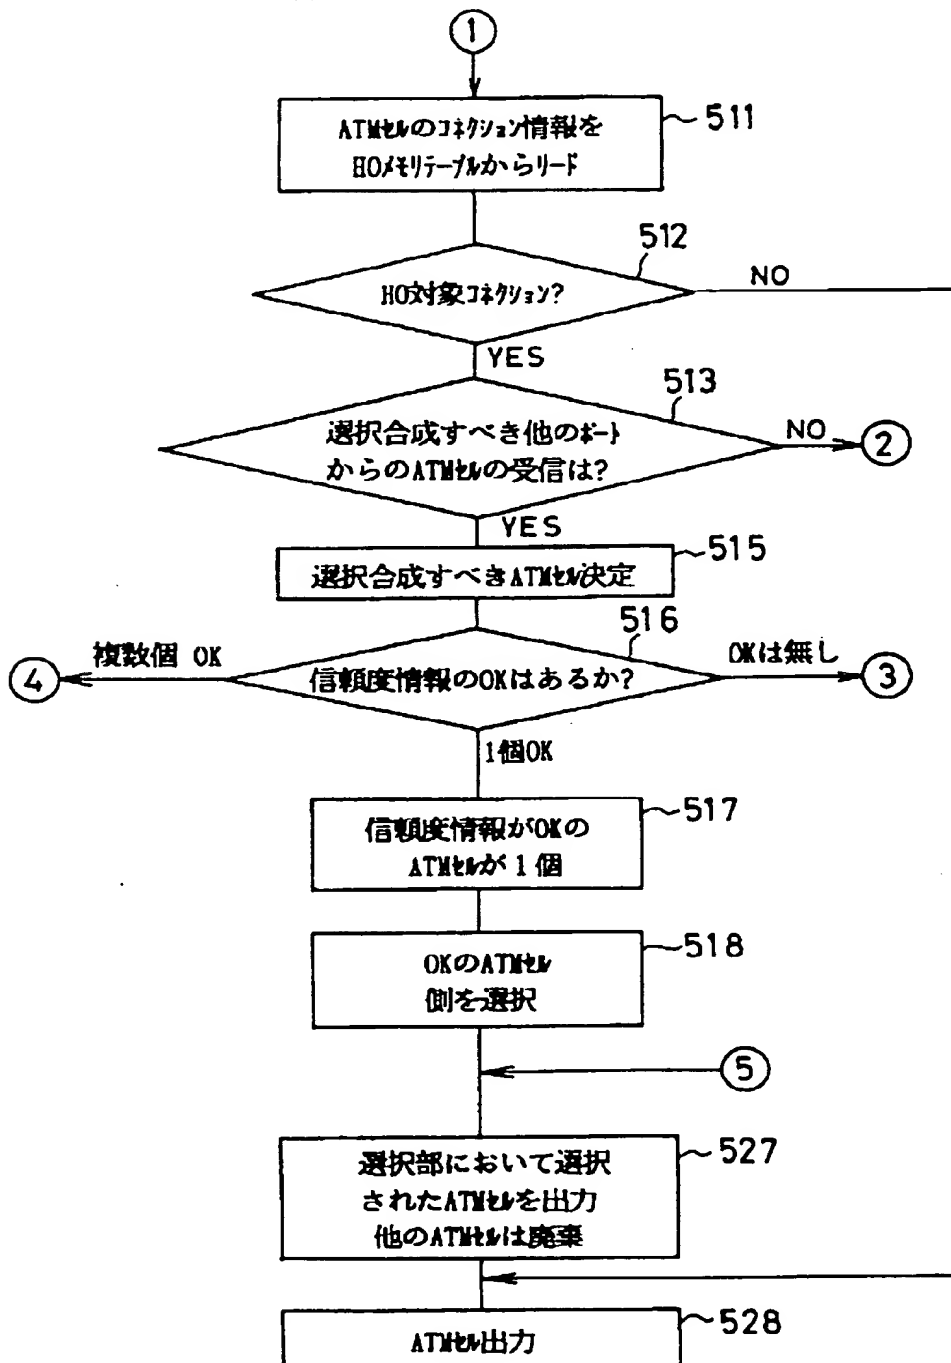 1
ATMセルのコネクション情報を
HOメモリテーブルからリード
511
512
HO対象コネクション?
NO
YES
513
選択合成すべき他のポート
からのATMセルの受信は?
NO
2
YES
515
選択合成すべきATMセル決定
516
複数個 OK
4
信頼度情報のOKはあるか?
OKは無し
3
1個OK
517
信頼度情報がOKの
ATMセルが1個
518
OKのATMセル
側を選択
5
527
選択部において選択
されたATMセルを出力
他のATMセルは廃棄
528
ATMセル出力